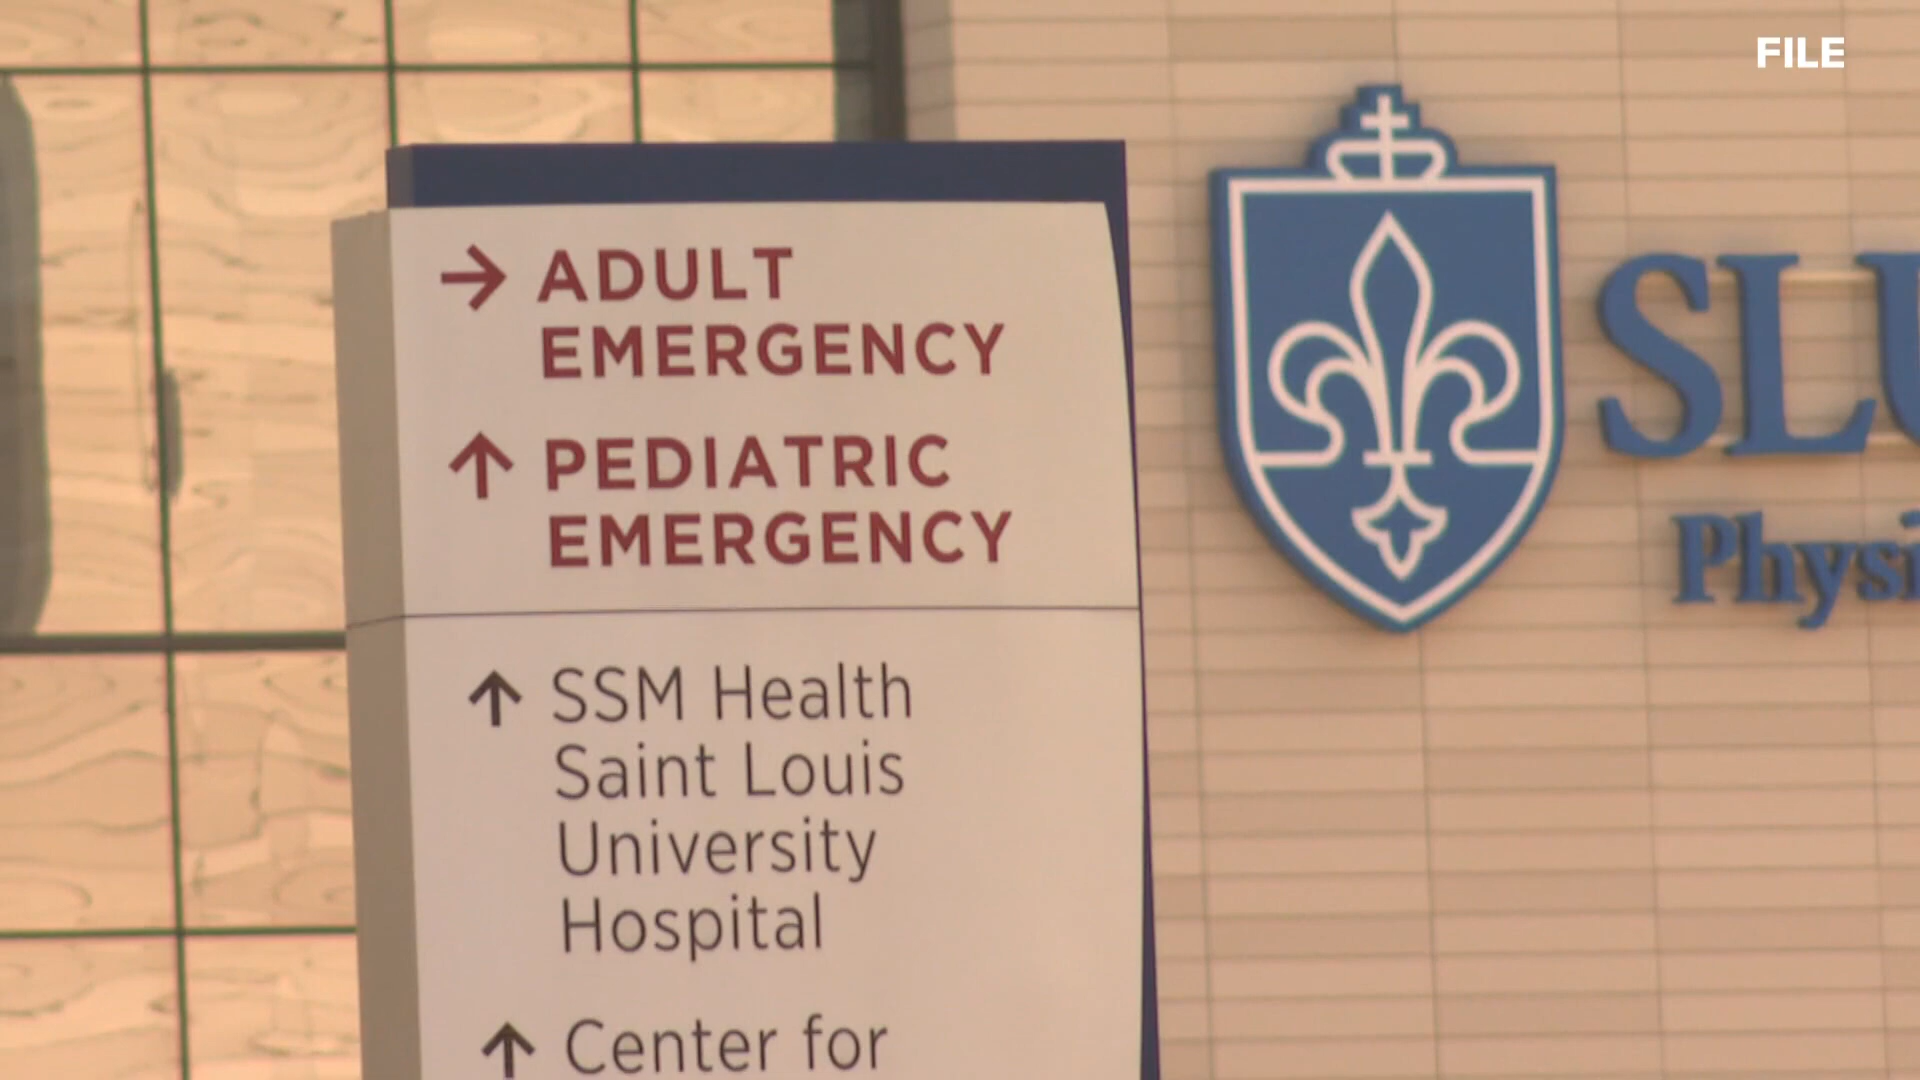 FILE
ADULT
EMERGENCY
PEDIATRIC
EMERGENCY
SSM Health
Saint Louis
University
Hospital
Center for